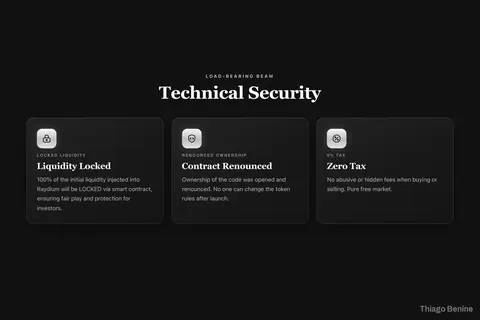 LOAD-BEARING BEAM
Technical Security
LOCKED LIQUIDITY
Liquidity Locked
100% of the initial liquidity injected into
Raydium will be LOCKED via smart contract,
ensuring fair play and protection for
investors.
RENOUNCED OWNERSHIP
Contract Renounced
Ownership of the code was opened and
renounced. No one can change the token
rules after launch.
0% TAX
Zero Tax
No abusive or hidden fees when buying or
selling. Pure free market.
Thiago Benine